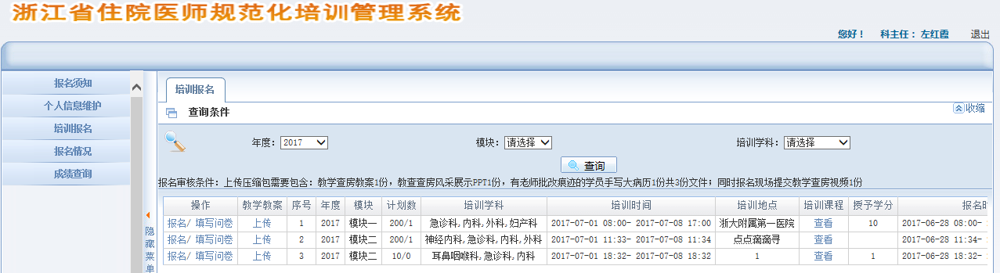 浙江省住院医师规范化培训管理系统
您好！ 科主任：左红霞 退出
报名须知
个人信息维护
培训报名
报名情况
成绩查询
隐藏菜单
培训报名
查询条件 收缩
年度： 2017 模块： 请选择 培训学科： 请选择
查询
报名审核条件：上传压缩包需要包含：教学查房教案1份，教查查房风采展示PPT1份，有老师批改痕迹的学员手写大病历1份共3份文件；同时报名现场提交教学查房视频1份
操作 教学教案 序号 年度 模块 计划数 培训学科 培训时间 培训地点 培训课程 授予学分 报名时
报名/ 填写问卷 上传 1 2017 模块一 200/1 急诊科,内科,外科,妇产科 2017-07-01 08:00- 2017-07-08 17:00 浙大附属第一医院 查看 10 2017-06-28 08:00-
报名/ 填写问卷 上传 2 2017 模块二 200/1 神经内科,急诊科,内科,外科 2017-07-01 11:33- 2017-07-08 11:34 点点滴滴寻 查看 2017-06-28 11:34-
报名/ 填写问卷 上传 3 2017 模块二 10/0 耳鼻咽喉科,急诊科,内科 2017-07-01 18:32- 2017-07-08 18:32 1 查看 1 2017-06-28 18:32-